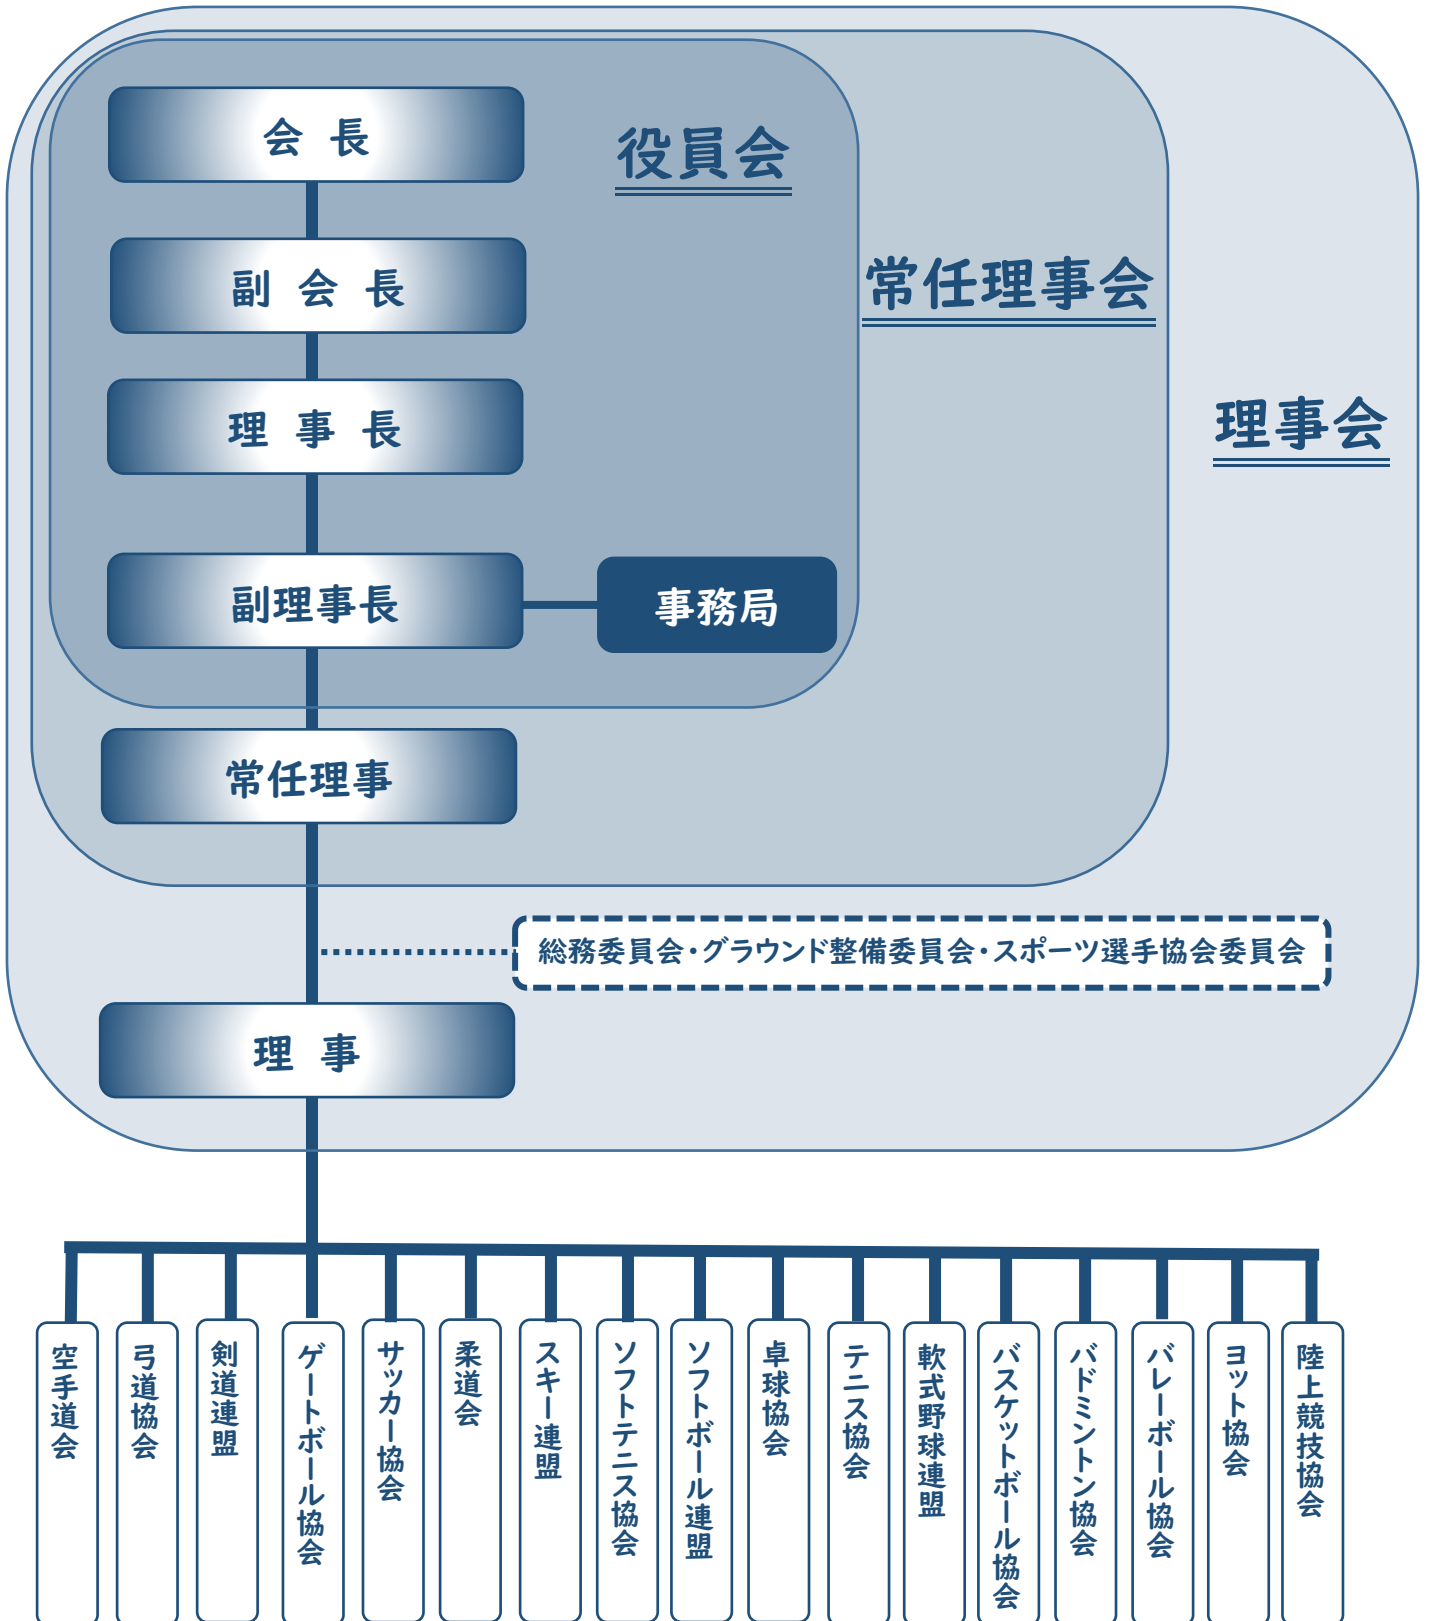 会 長
役員会
副 会 長
常任理事会
理 事 長
理事会
副理事長
事務局
常任理事
総務委員会・グラウンド整備委員会・スポーツ選手協会委員会
理 事
空手道会
弓道協会
剣道連盟
ゲートボール協会
サッカー協会
柔道会
スキー連盟
ソフトテニス協会
ソフトボール連盟
卓球協会
テニス協会
軟式野球連盟
バスケットボール協会
バドミントン協会
バレーボール協会
ヨット協会
陸上競技協会